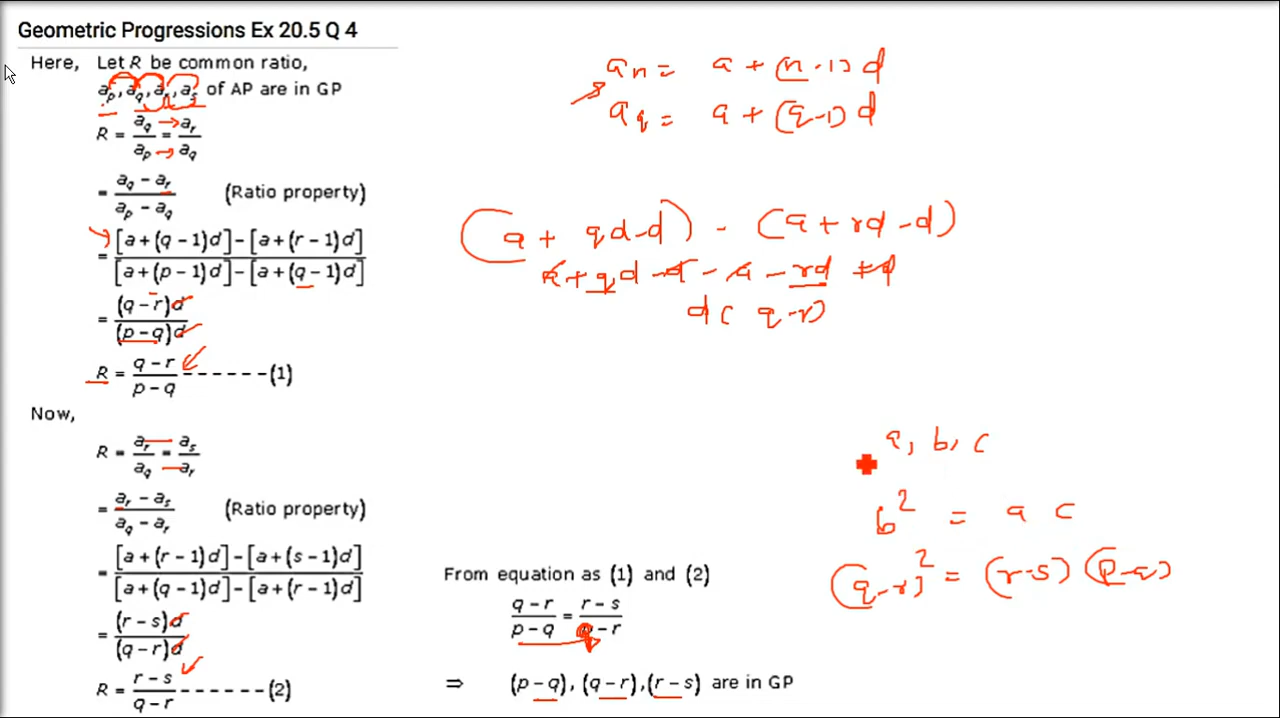 Geometric Progressions Ex 20.5 Q 4
Here, Let R be common ratio,
a_p, a_q, a_r, a_s of AP are in GP
R = a_q/a_p = a_r/a_q
= (a_q − a_r)/(a_p − a_q) (Ratio property)
= [a+(q−1)d]−[a+(r−1)d] / [a+(p−1)d]−[a+(q−1)d]
= (q−r)d / (p−q)d
R = (q−r)/(p−q) ------(1)
Now,
R = a_r/a_q = a_s/a_r
= (a_r − a_s)/(a_q − a_r) (Ratio property)
= [a+(r−1)d]−[a+(s−1)d] / [a+(q−1)d]−[a+(r−1)d]
= (r−s)d / (q−r)d
R = (r−s)/(q−r) ------(2)
From equation as (1) and (2)
(q−r)/(p−q) = (r−s)/(q−r)
⇒ (p−q),(q−r),(r−s) are in GP
a_n = a + (n-1)d
a_q = a + (q-1)d
(a + qd-d) - (a + rd-d)
a + qd - d - a - rd + d
d( q-r)
a, b, c
b² = a c
(q-r)² = (r-s) (p-q)